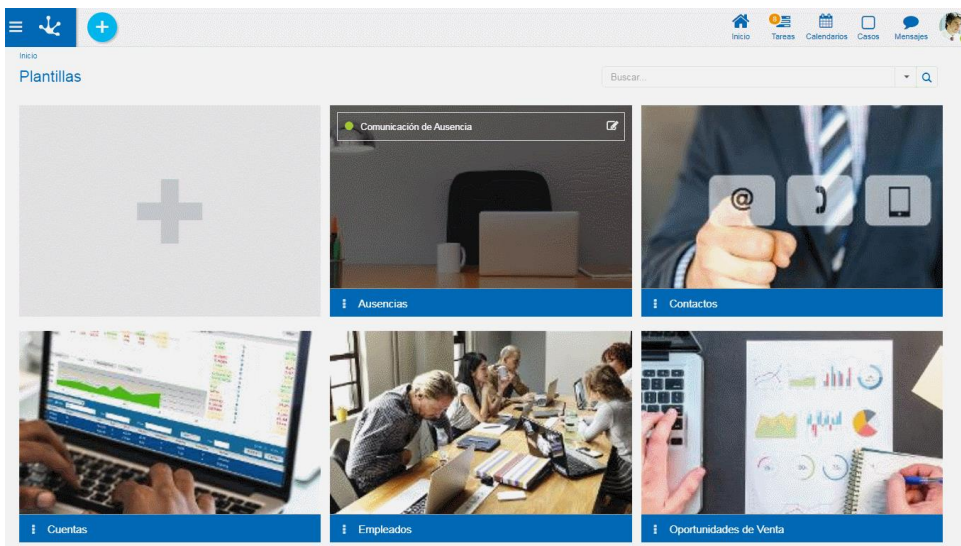 Inicio
Tareas
Calendarios
Casos
Mensajes
Inicio
Plantillas
Buscar...
Comunicación de Ausencia
@
Ausencias
Contactos
Cuentas
Empleados
Oportunidades de Venta